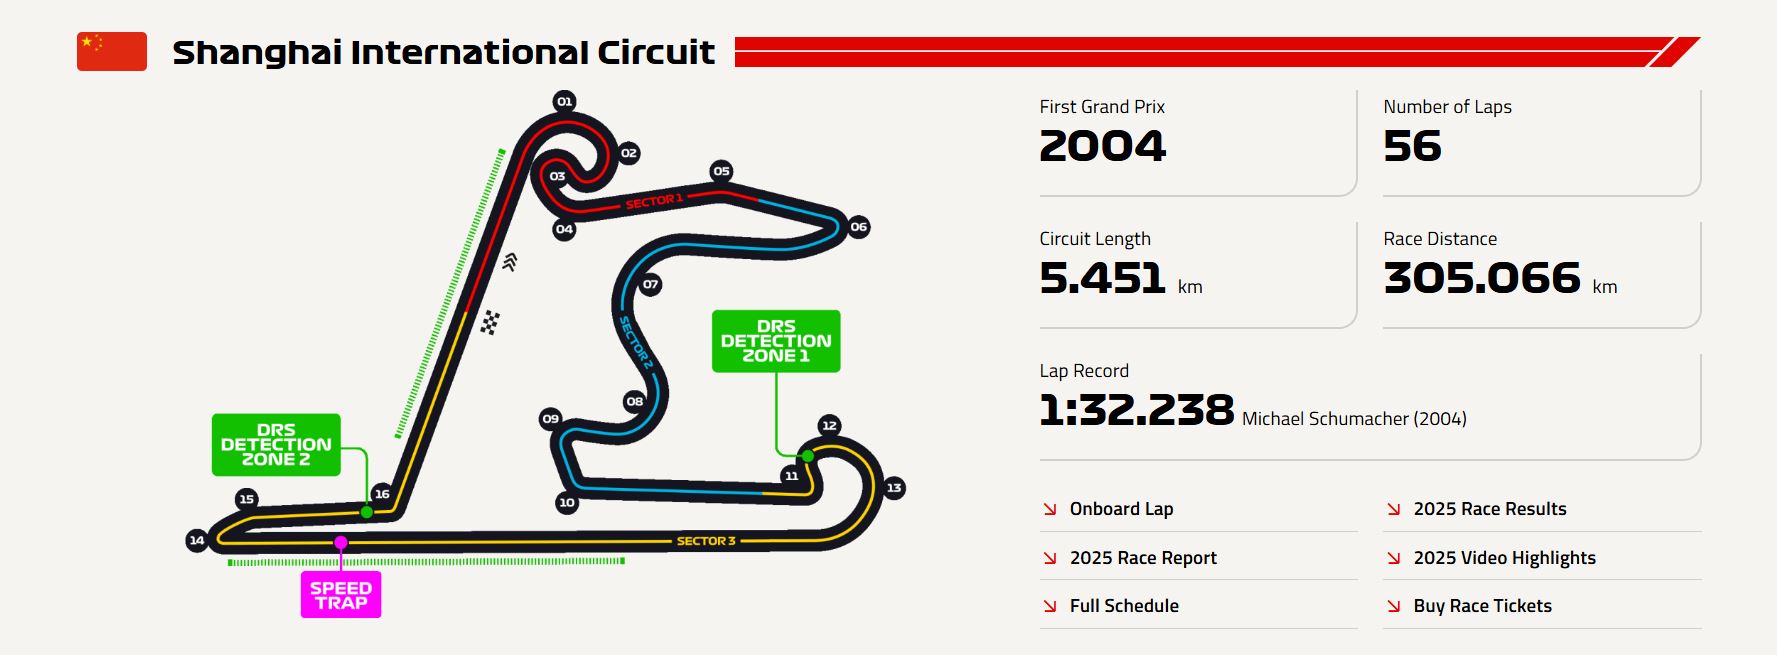 Shanghai International Circuit
01
02
03
SECTOR 1
04
05
06
07
SECTOR 2
08
09
10
DRS
DETECTION
ZONE 1
11
12
13
DRS
DETECTION
ZONE 2
15
16
14
SECTOR 3
SPEED
TRAP
First Grand Prix
2004
Number of Laps
56
Circuit Length
5.451 km
Race Distance
305.066 km
Lap Record
1:32.238 Michael Schumacher (2004)
Onboard Lap
2025 Race Results
2025 Race Report
2025 Video Highlights
Full Schedule
Buy Race Tickets